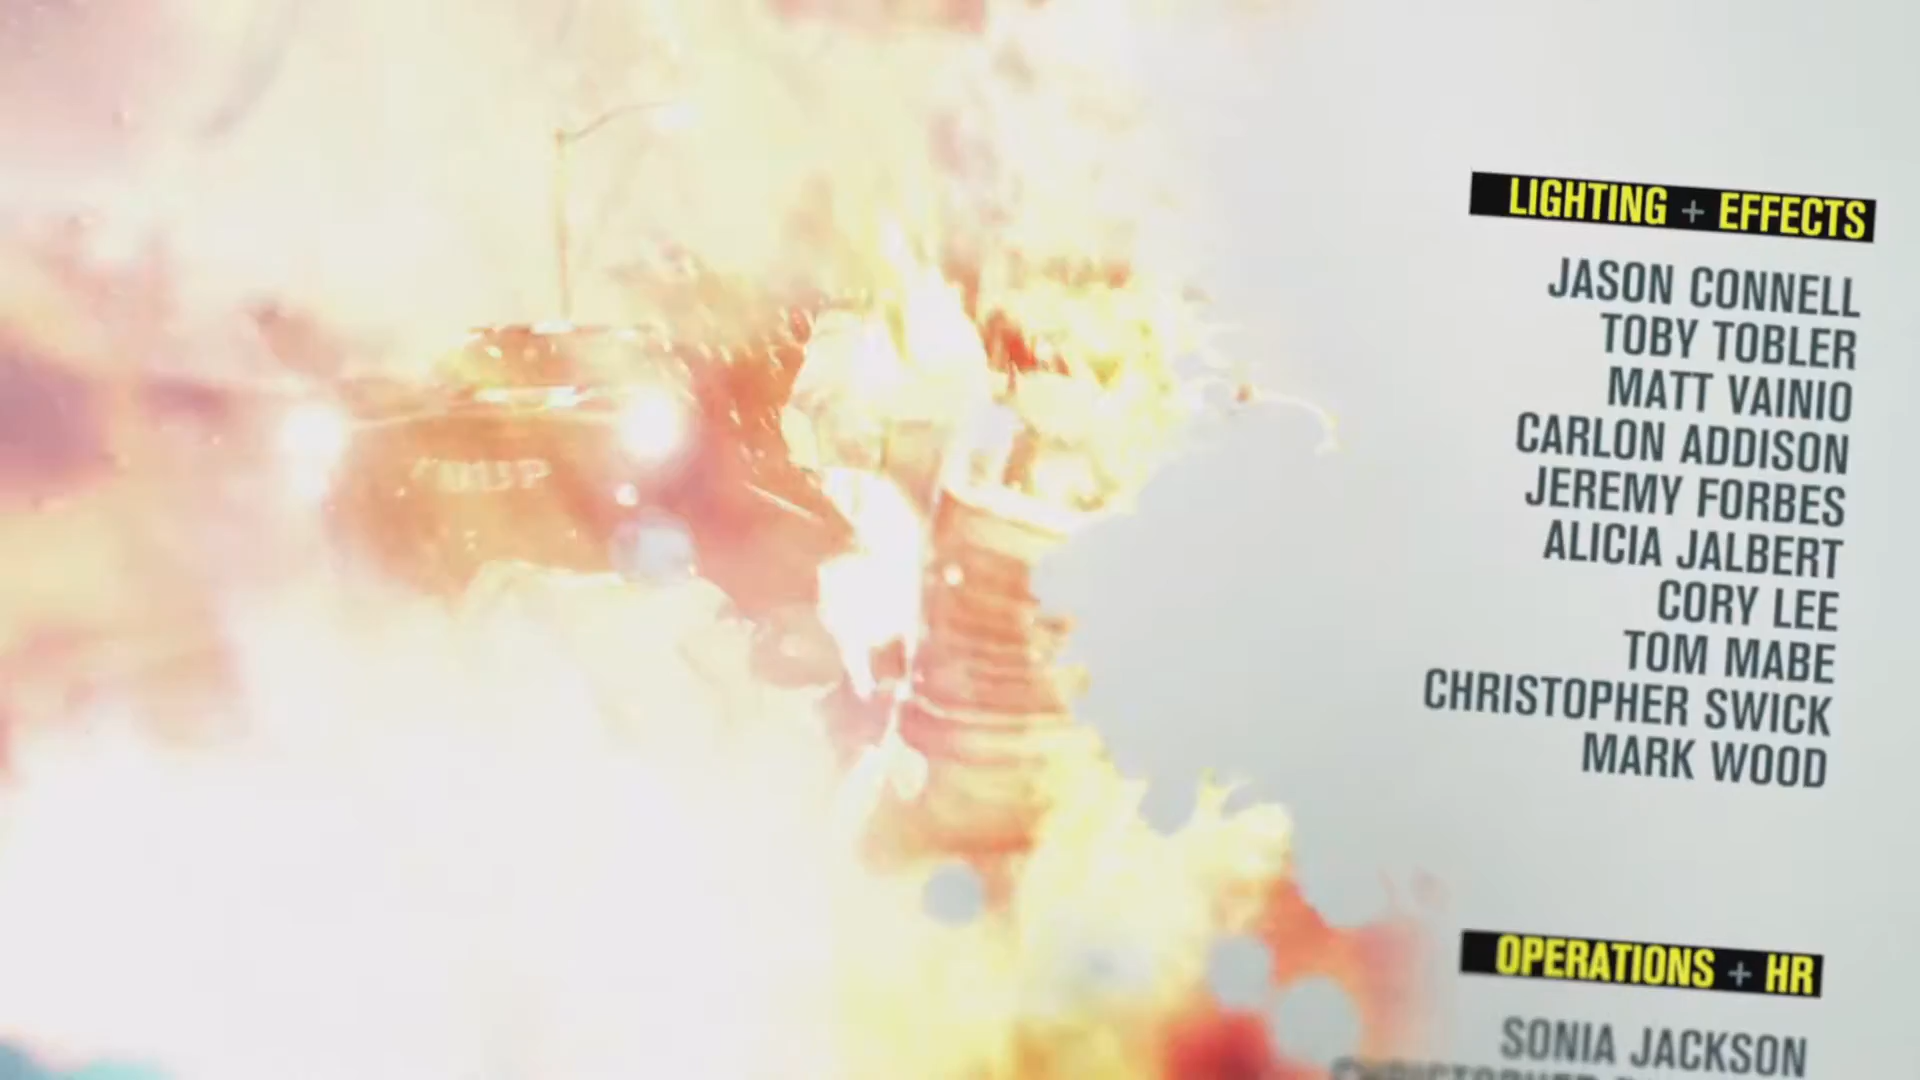 LIGHTING + EFFECTS
JASON CONNELL
TOBY TOBLER
MATT VAINIO
CARLON ADDISON
JEREMY FORBES
ALICIA JALBERT
CORY LEE
TOM MABE
CHRISTOPHER SWICK
MARK WOOD
OPERATIONS + HR
SONIA JACKSON